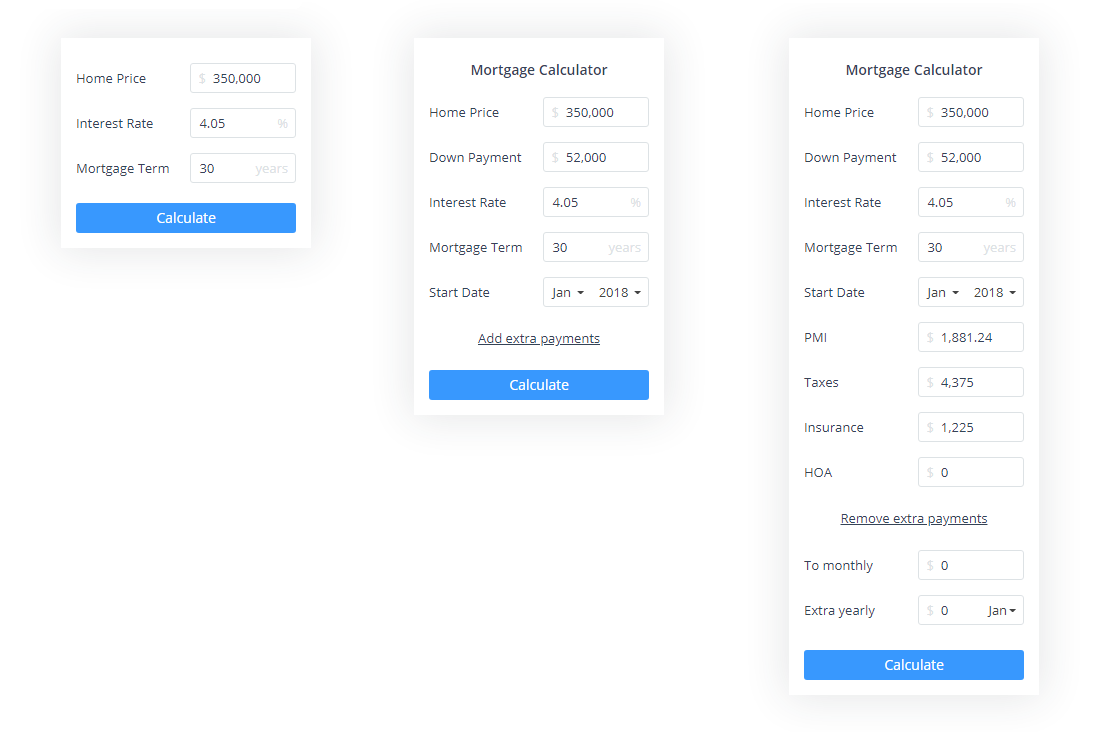 Home Price $ 350,000
Interest Rate 4.05 %
Mortgage Term 30 years
Calculate
Mortgage Calculator
Home Price $ 350,000
Down Payment $ 52,000
Interest Rate 4.05 %
Mortgage Term 30 years
Start Date Jan 2018
Add extra payments
Calculate
Mortgage Calculator
Home Price $ 350,000
Down Payment $ 52,000
Interest Rate 4.05 %
Mortgage Term 30 years
Start Date Jan 2018
PMI $ 1,881.24
Taxes $ 4,375
Insurance $ 1,225
HOA $ 0
Remove extra payments
To monthly $ 0
Extra yearly $ 0 Jan
Calculate